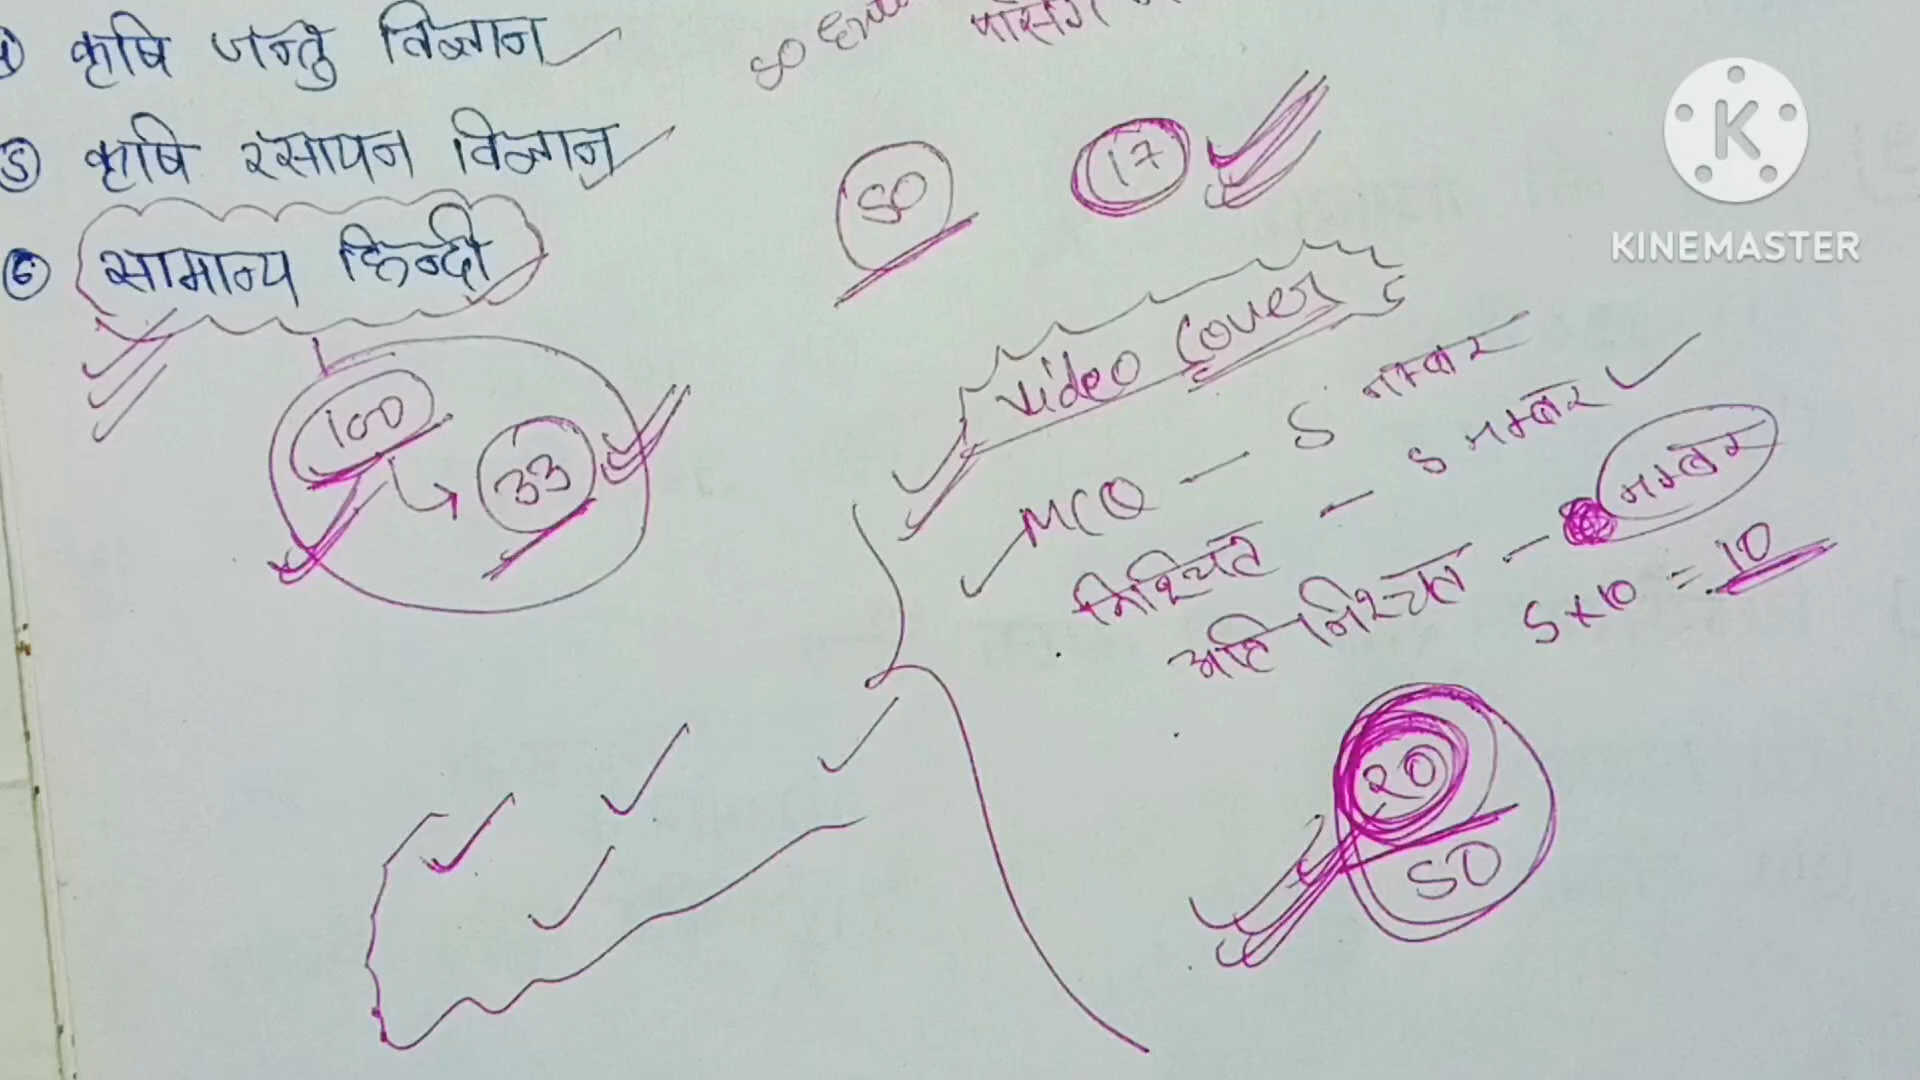 ④ कृषि जन्तु विज्ञान
⑤ कृषि रसायन विज्ञान
⑥ सामान्य हिन्दी
50
17
100
33
Video Cover
MCQ — 5 नम्बर
निश्चित — 5 नम्बर
नम्बर
5 x 10 = 10
20
50
K
KINEMASTER